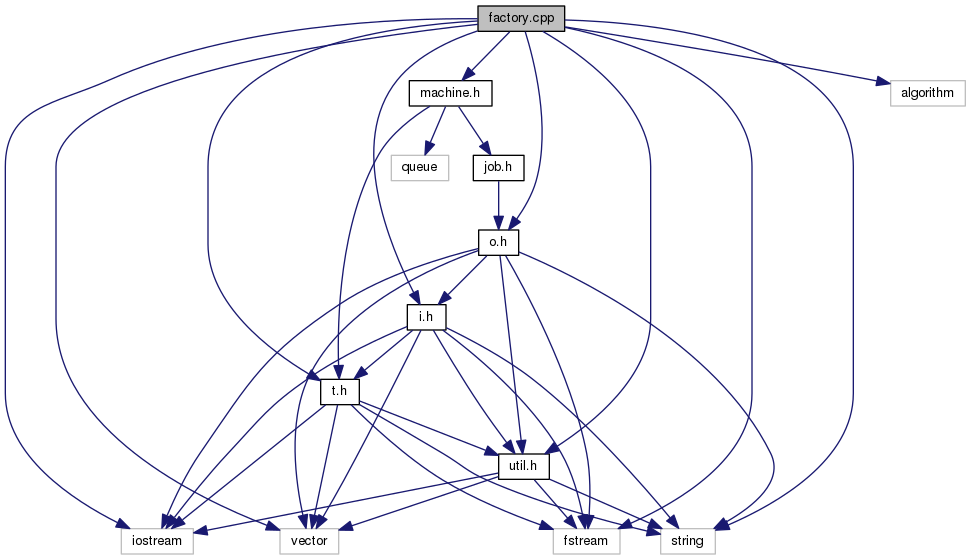 factory.cpp
machine.h
algorithm
queue
job.h
o.h
i.h
t.h
util.h
iostream
vector
fstream
string